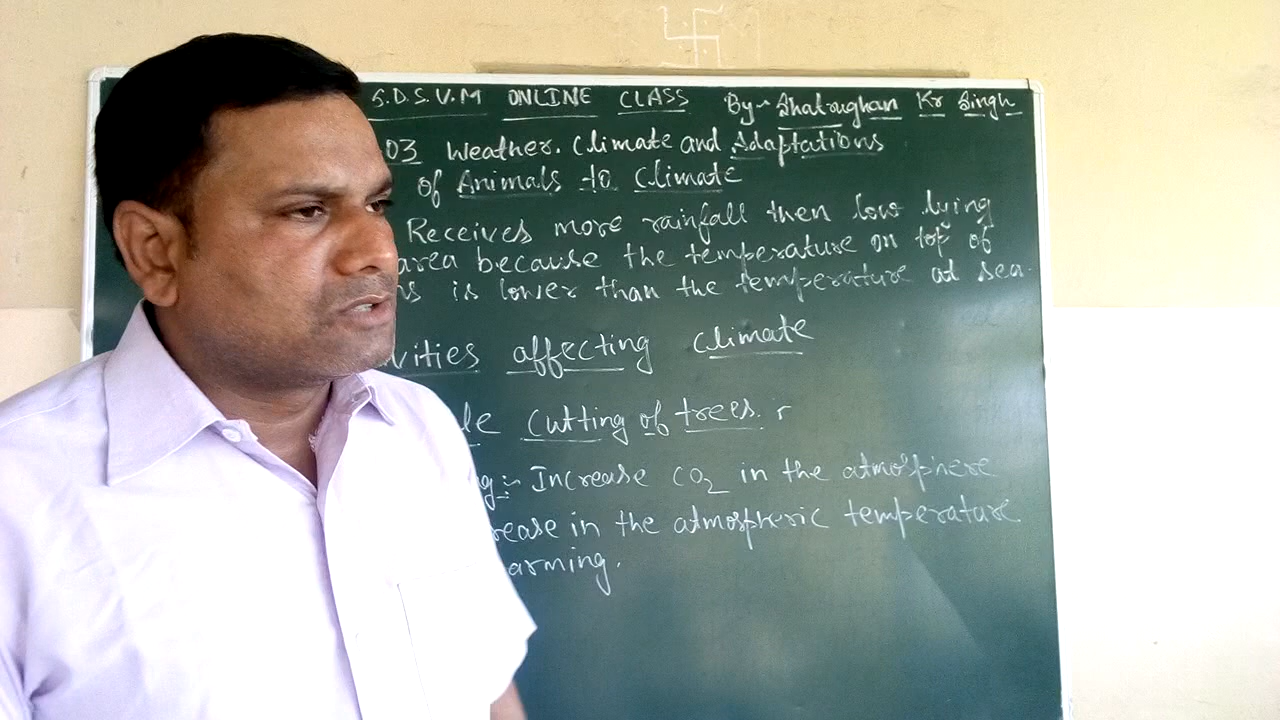 S.D.S.V.M ONLINE CLASS By- Shatrughan Kr Singh
03 Weather. Climate and Adaptations
of Animals to Climate
Receives more rainfall then low lying
area because the temperature on top of
is lower than the temperature at sea
vities affecting climate
le cutting of trees.
g:- Increase CO2 in the atmosphere
rease in the atmospheric temperature
arming.